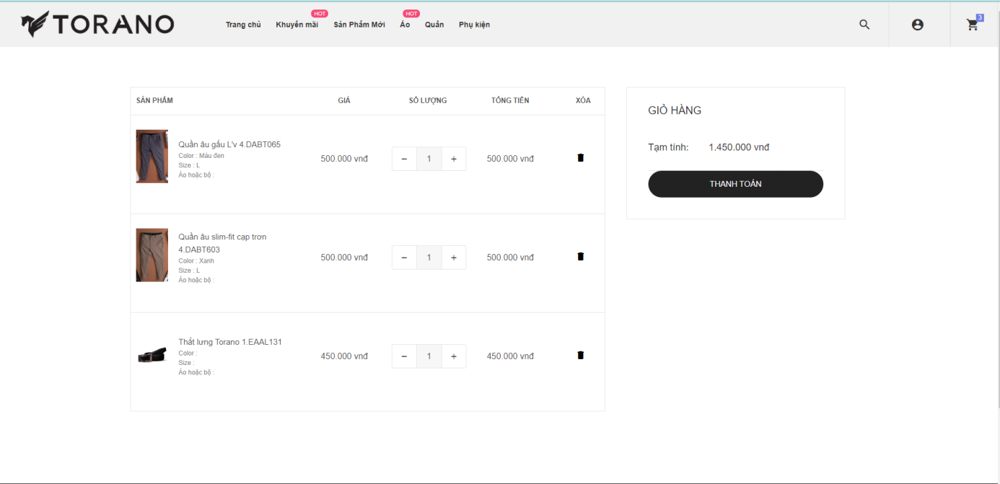 TORANO
Trang chủ
HOT
Khuyến mãi
Sản Phẩm Mới
HOT
Áo
Quần
Phụ kiện
3
SẢN PHẨM GIÁ SỐ LƯỢNG TỔNG TIỀN XÓA
Quần âu gấu L'v 4.DABT065
Color : Màu đen
Size : L
Áo hoặc bộ :
500.000 vnđ − 1 + 500.000 vnđ
Quần âu slim-fit cạp trơn
4.DABT603
Color : Xanh
Size : L
Áo hoặc bộ :
500.000 vnđ − 1 + 500.000 vnđ
Thắt lưng Torano 1.EAAL131
Color :
Size :
Áo hoặc bộ :
450.000 vnđ − 1 + 450.000 vnđ
GIỎ HÀNG
Tạm tính: 1.450.000 vnđ
THANH TOÁN